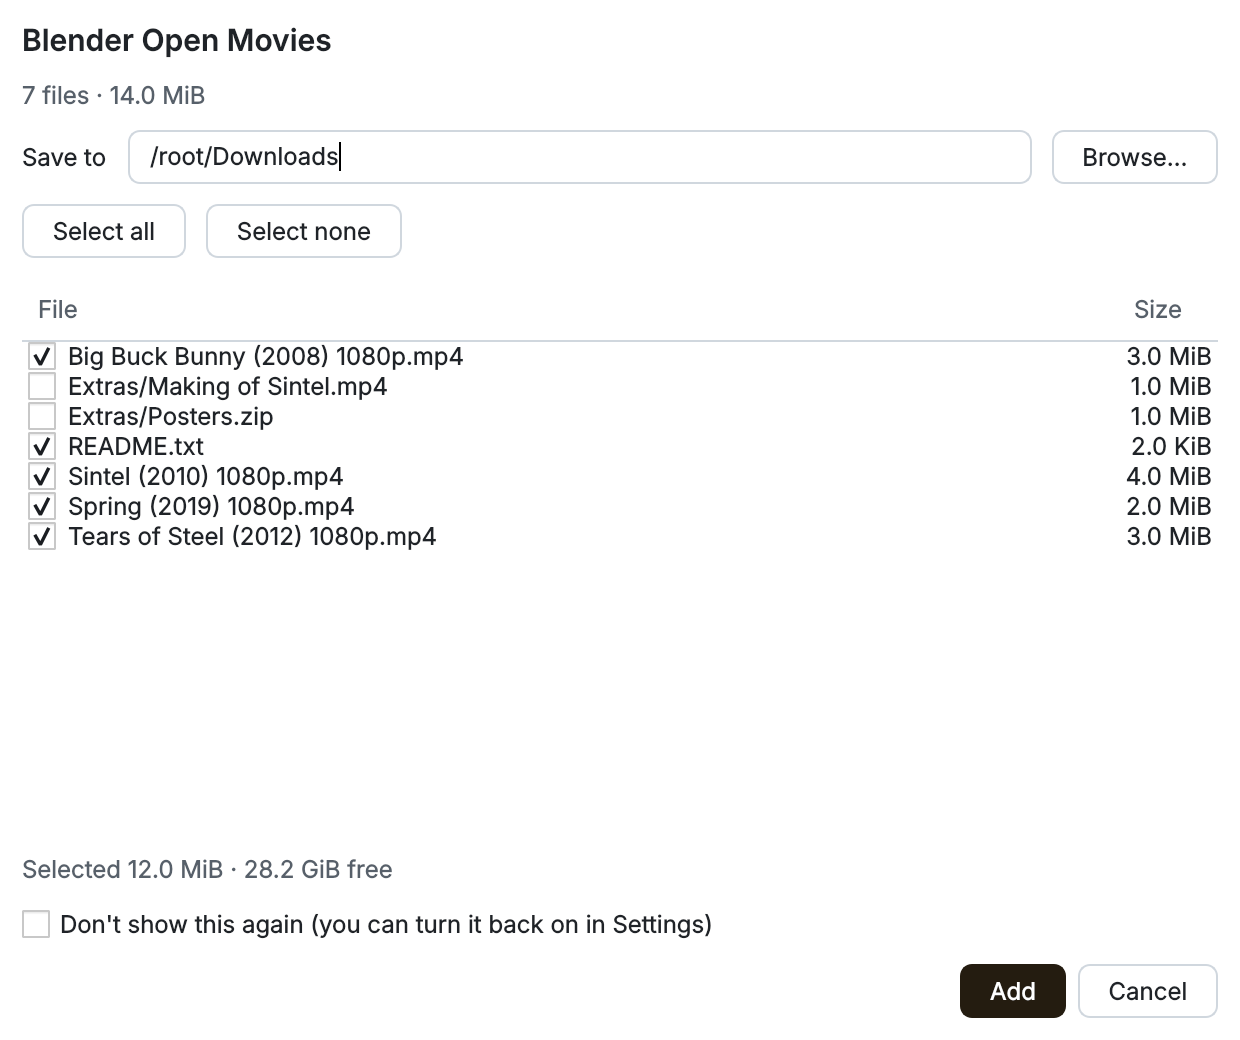 Blender Open Movies
7 files · 14.0 MiB
Save to /root/Downloads Browse...
Select all Select none
File Size
Big Buck Bunny (2008) 1080p.mp4 3.0 MiB
Extras/Making of Sintel.mp4 1.0 MiB
Extras/Posters.zip 1.0 MiB
README.txt 2.0 KiB
Sintel (2010) 1080p.mp4 4.0 MiB
Spring (2019) 1080p.mp4 2.0 MiB
Tears of Steel (2012) 1080p.mp4 3.0 MiB
Selected 12.0 MiB · 28.2 GiB free
Don't show this again (you can turn it back on in Settings)
Add Cancel